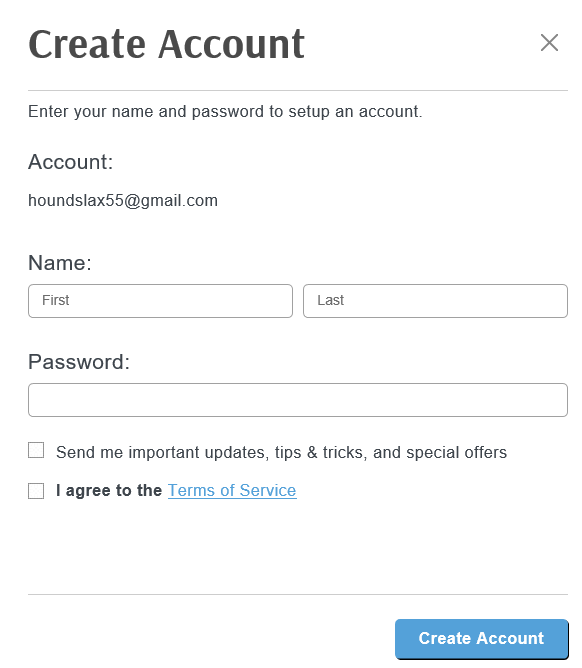 Create Account
Enter your name and password to setup an account.
Account:
houndslax55@gmail.com
Name:
First Last
Password:
Send me important updates, tips & tricks, and special offers
I agree to the Terms of Service
Create Account